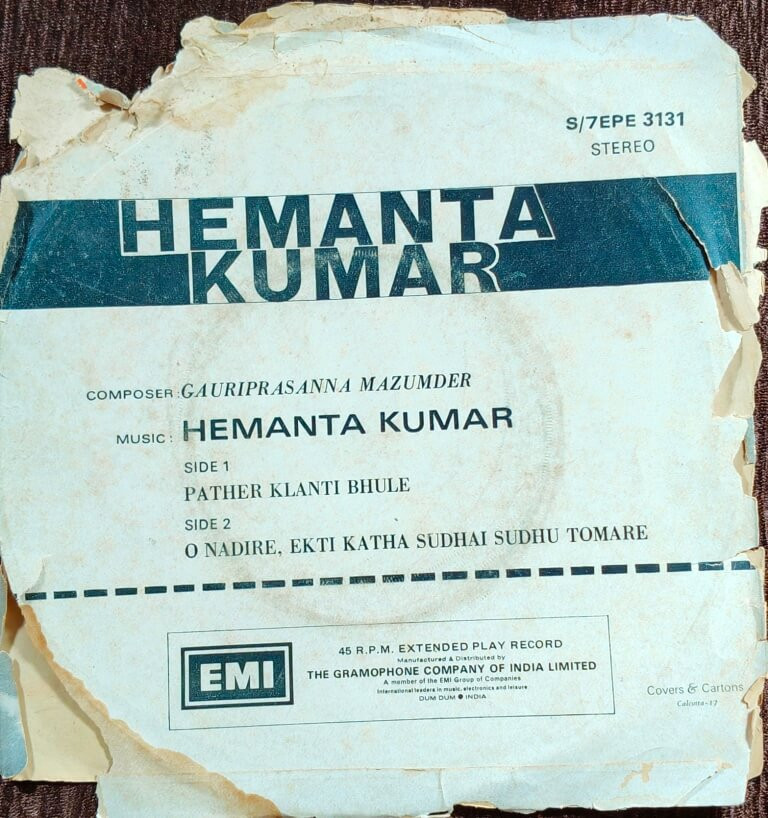 S/7EPE 3131
STEREO
HEMANTA
KUMAR
COMPOSER : GAURIPRASANNA MAZUMDER
MUSIC : HEMANTA KUMAR
SIDE 1
PATHER KLANTI BHULE
SIDE 2
O NADIRE, EKTI KATHA SUDHAI SUDHU TOMARE
EMI
45 R.P.M. EXTENDED PLAY RECORD
Manufactured & Distributed by
THE GRAMOPHONE COMPANY OF INDIA LIMITED
A member of the EMI Group of Companies
International leaders in music, electronics and leisure
DUM DUM ● INDIA
Covers & Cartons
Calcutta-17